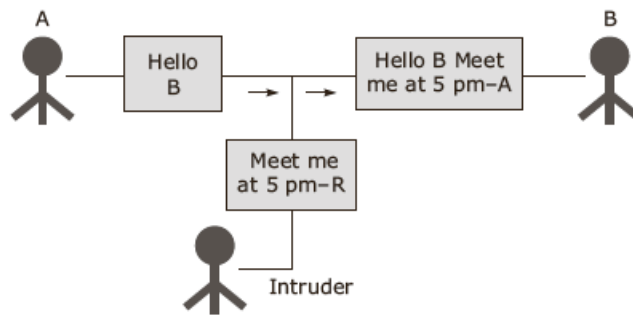 A
B
Hello
B
Hello B Meet
me at 5 pm–A
Meet me
at 5 pm–R
Intruder